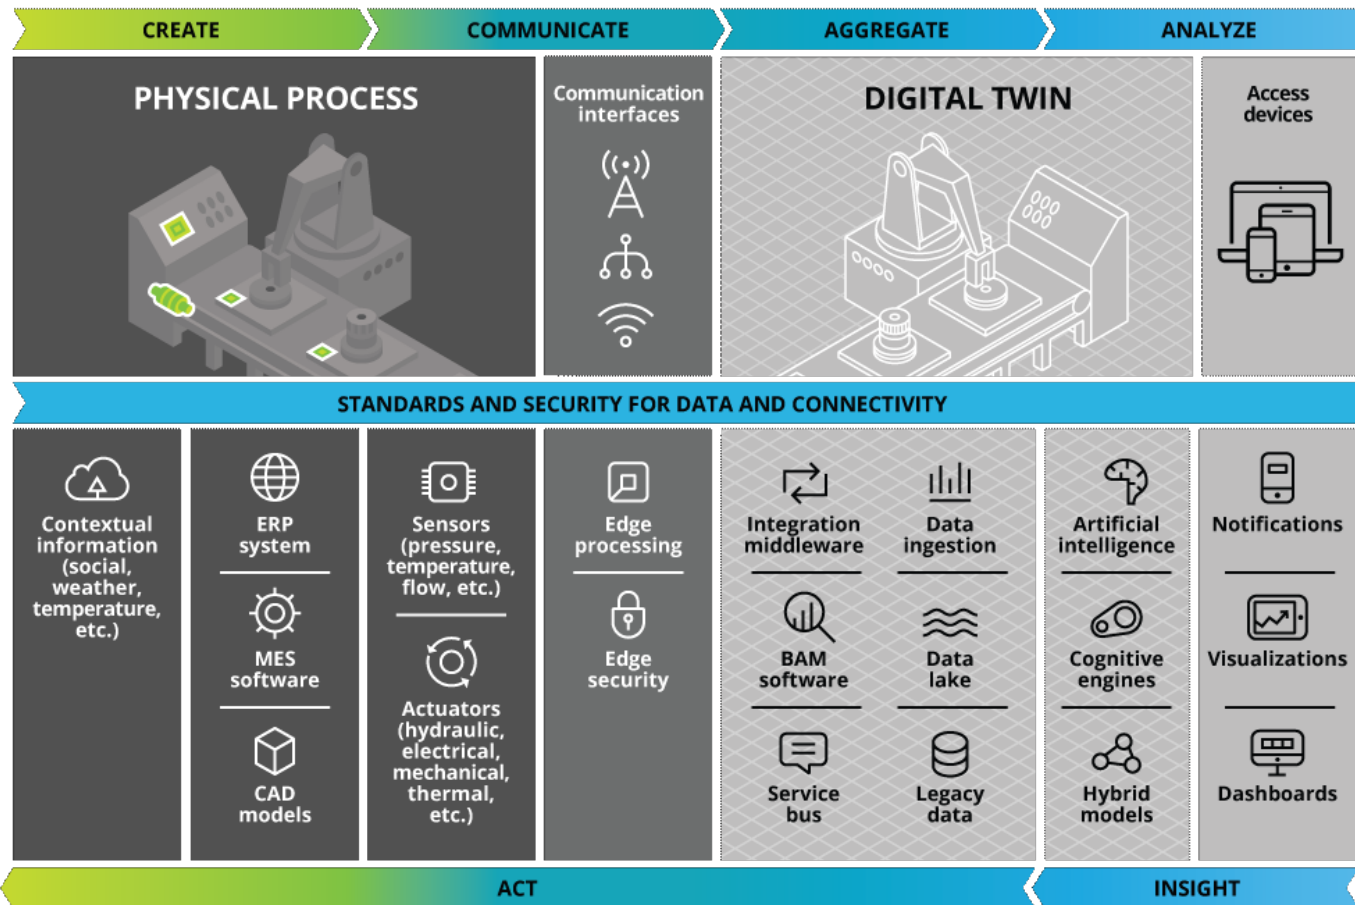 CREATE
COMMUNICATE
AGGREGATE
ANALYZE
PHYSICAL PROCESS
Communication
interfaces
DIGITAL TWIN
Access
devices
STANDARDS AND SECURITY FOR DATA AND CONNECTIVITY
Contextual
information
(social,
weather,
temperature,
etc.)
ERP
system
MES
software
CAD
models
Sensors
(pressure,
temperature,
flow, etc.)
Actuators
(hydraulic,
electrical,
mechanical,
thermal,
etc.)
Edge
processing
Edge
security
Integration
middleware
BAM
software
Service
bus
Data
ingestion
Data
lake
Legacy
data
Artificial
intelligence
Cognitive
engines
Hybrid
models
Notifications
Visualizations
Dashboards
ACT
INSIGHT